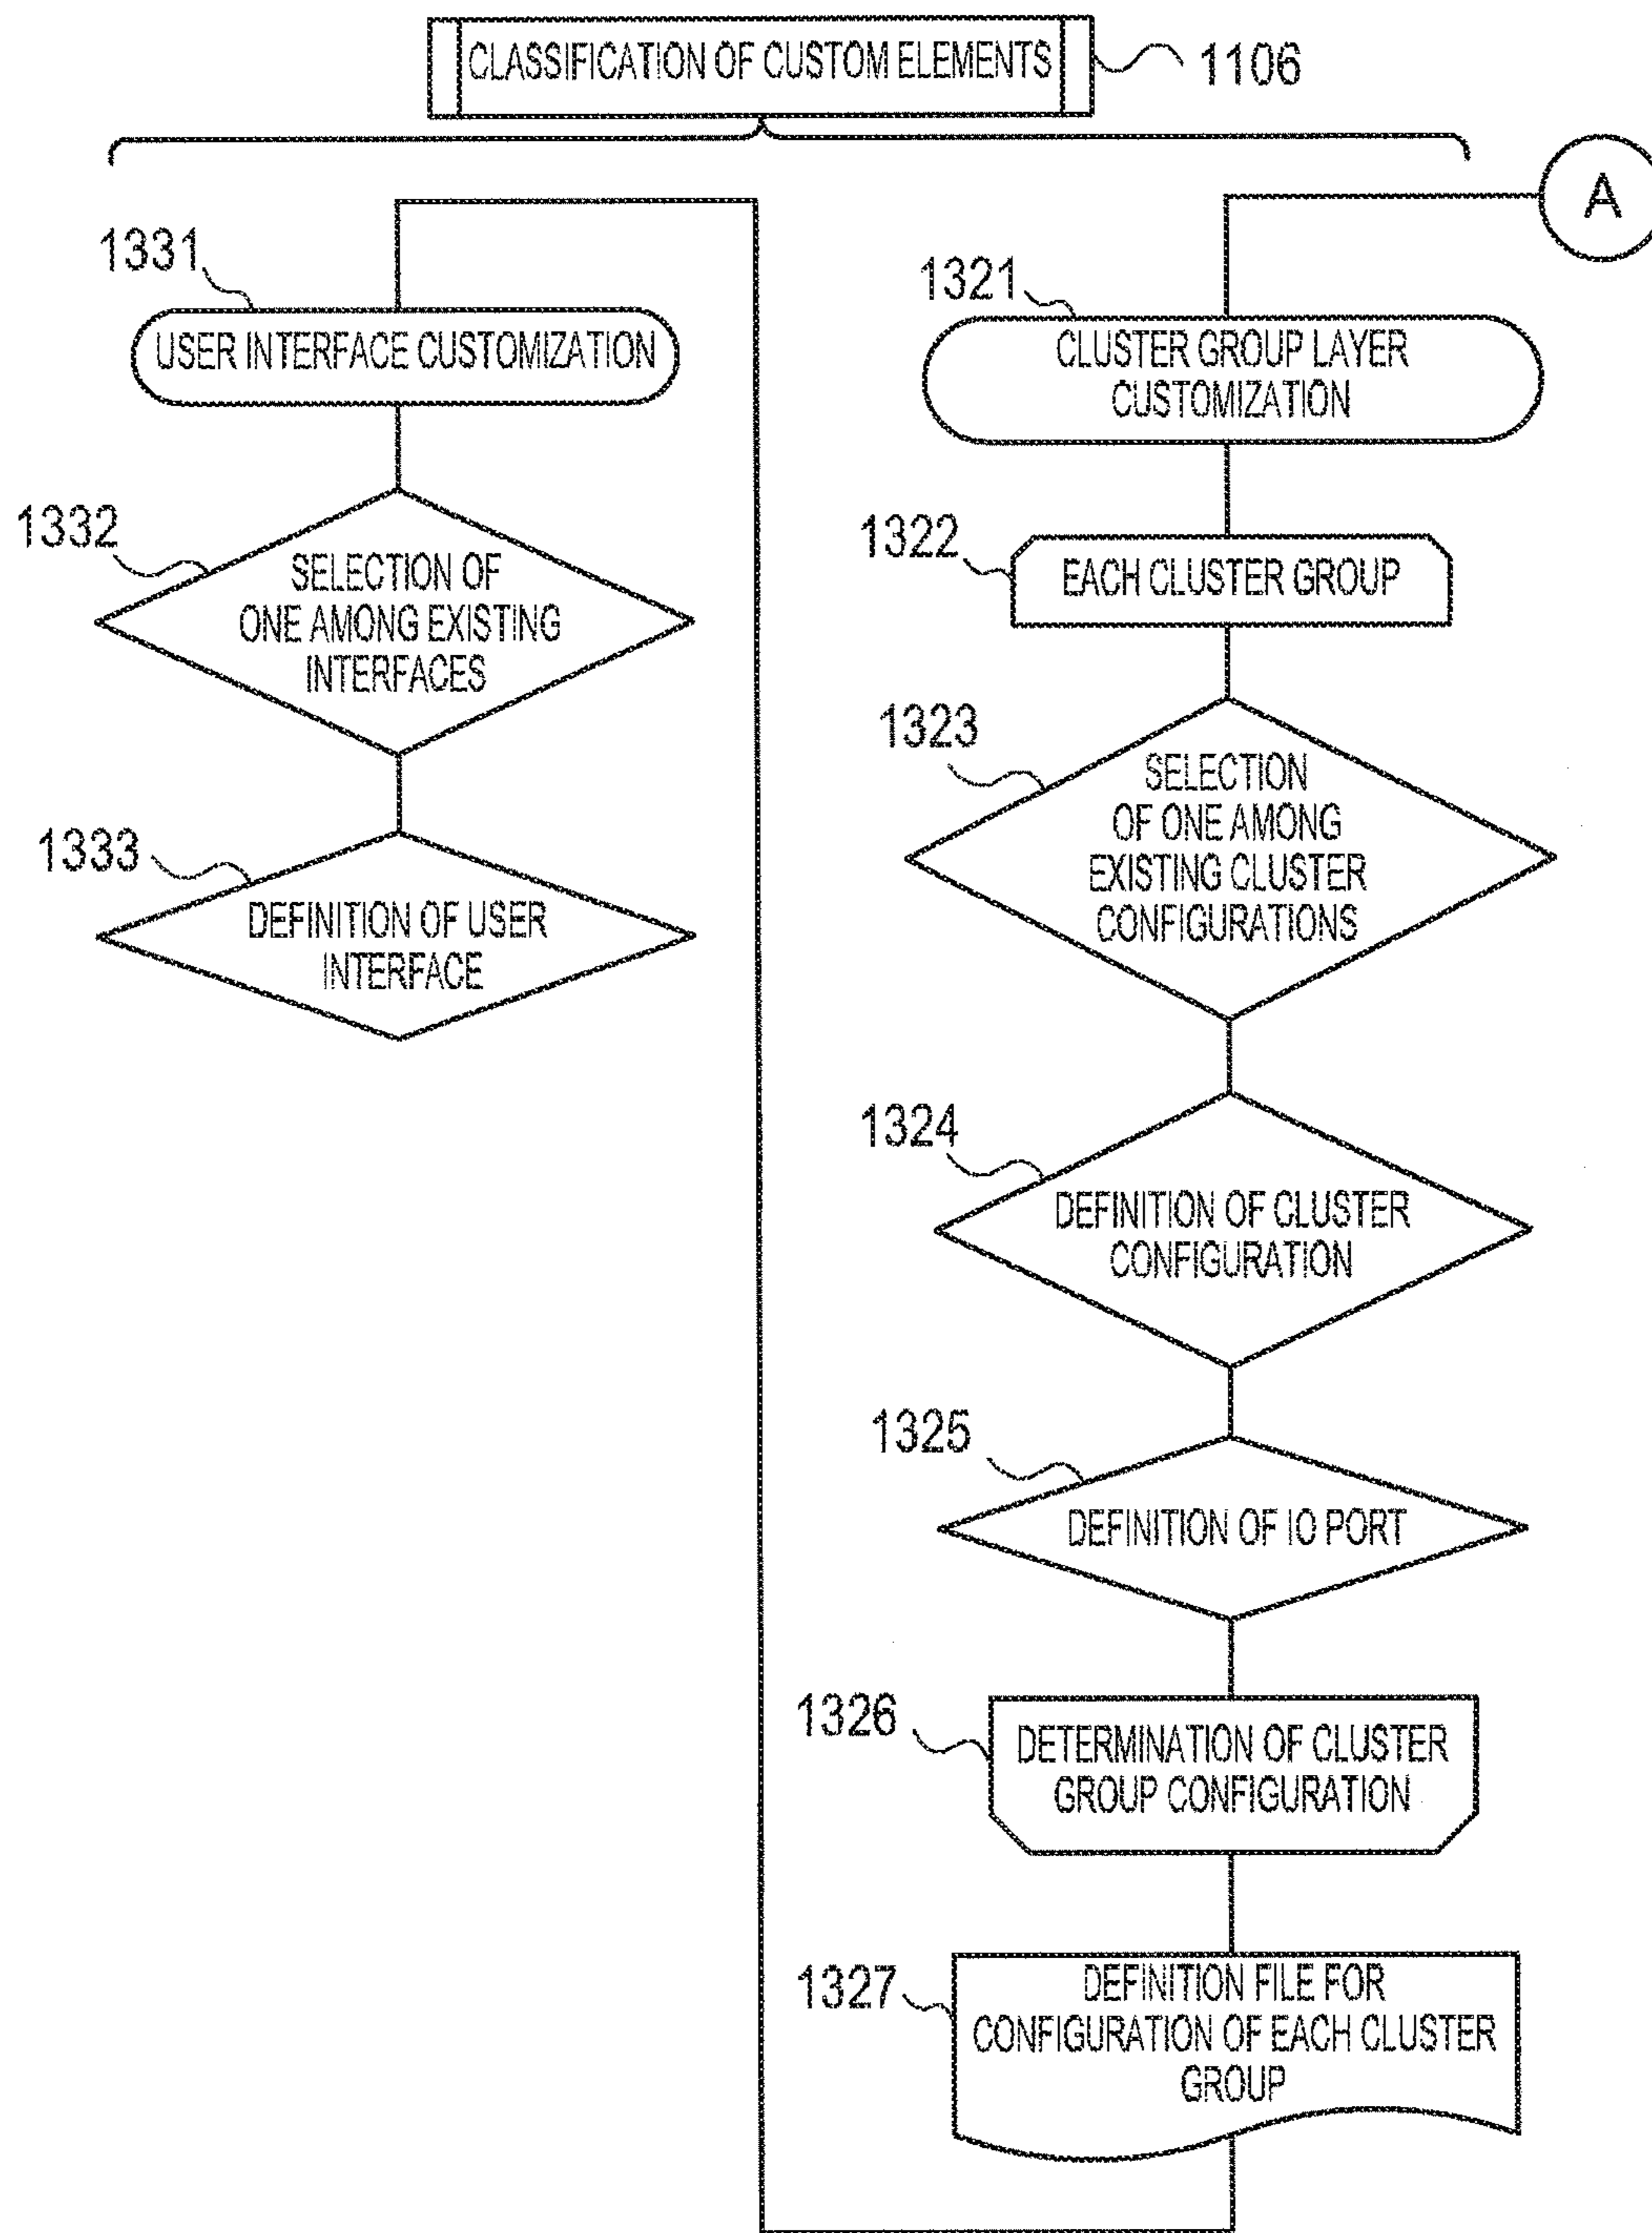 CLASSIFICATION OF CUSTOM ELEMENTS
1106
A
1331
USER INTERFACE CUSTOMIZATION
1332
SELECTION OF
ONE AMONG EXISTING
INTERFACES
1333
DEFINITION OF USER
INTERFACE
1321
CLUSTER GROUP LAYER
CUSTOMIZATION
1322
EACH CLUSTER GROUP
1323
SELECTION
OF ONE AMONG
EXISTING CLUSTER
CONFIGURATIONS
1324
DEFINITION OF CLUSTER
CONFIGURATION
1325
DEFINITION OF IO PORT
1326
DETERMINATION OF CLUSTER
GROUP CONFIGURATION
1327
DEFINITION FILE FOR
CONFIGURATION OF EACH CLUSTER
GROUP